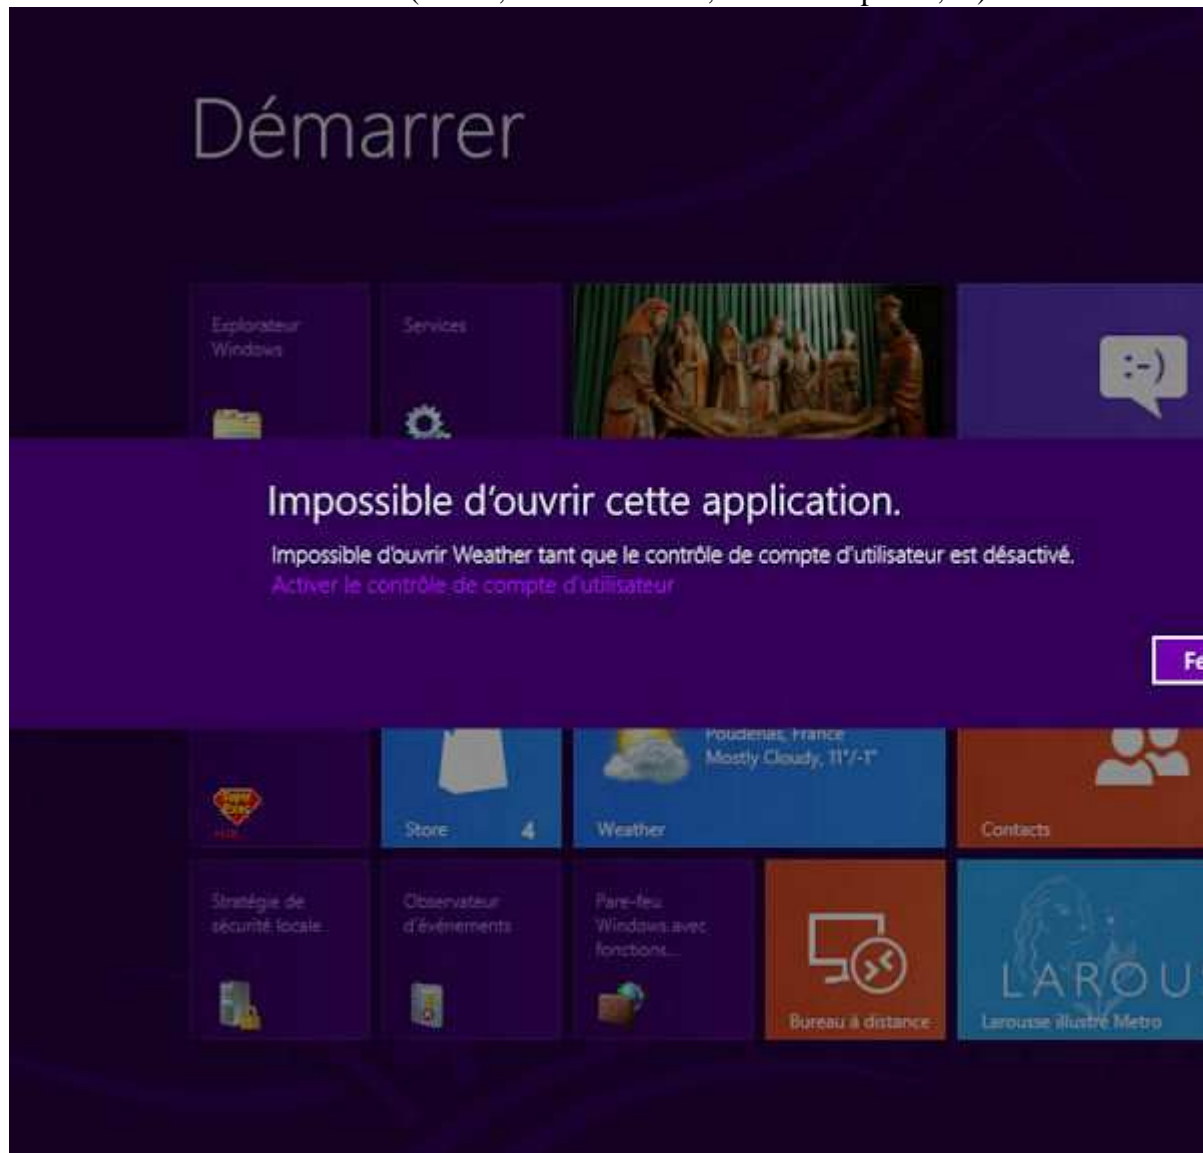 Démarrer
Explorateur
Windows
Services
:-)
Impossible d'ouvrir cette application.
Impossible d'ouvrir Weather tant que le contrôle de compte d'utilisateur est désactivé.
Activer le contrôle de compte d'utilisateur
Fe
Poudenas, France
Mostly Cloudy, 11°/-1°
Store 4
Weather
Contacts
Stratégie de
sécurité locale
Observateur
d'événements
Pare-feu
Windows avec
fonctions...
LAROU
Bureau à distance
Larousse illustré Metro